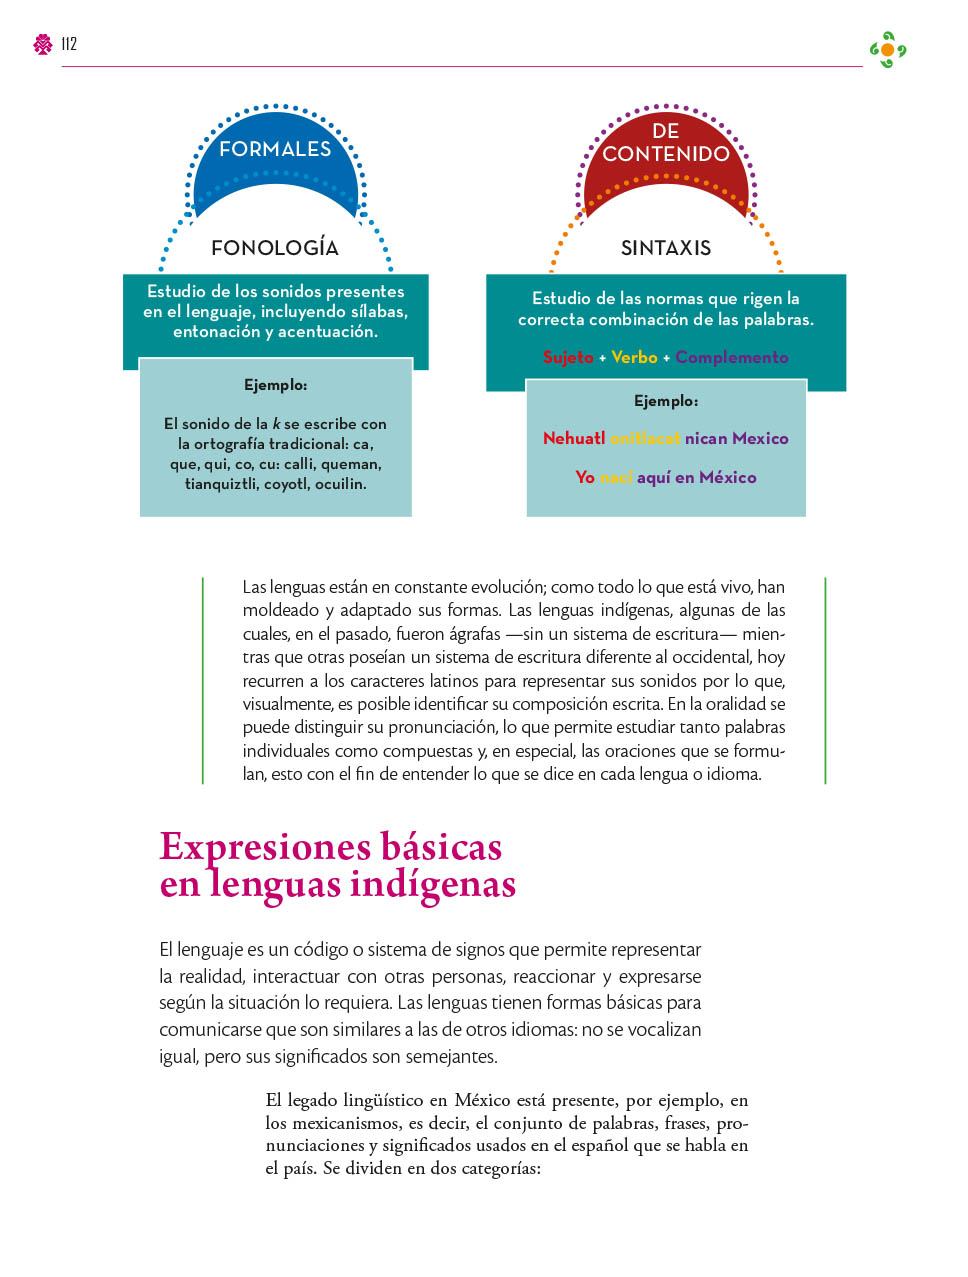 112
FORMALES
FONOLOGÍA
Estudio de los sonidos presentes
en el lenguaje, incluyendo sílabas,
entonación y acentuación.
Ejemplo:
El sonido de la k se escribe con
la ortografía tradicional: ca,
que, qui, co, cu: calli, queman,
tianquiztli, coyotl, ocuilin.
DE
CONTENIDO
SINTAXIS
Estudio de las normas que rigen la
correcta combinación de las palabras.
Sujeto + Verbo + Complemento
Ejemplo:
Nehuatl onitlacat nican Mexico
Yo nací aquí en México
Las lenguas están en constante evolución; como todo lo que está vivo, han
moldeado y adaptado sus formas. Las lenguas indígenas, algunas de las
cuales, en el pasado, fueron ágrafas —sin un sistema de escritura— mien-
tras que otras poseían un sistema de escritura diferente al occidental, hoy
recurren a los caracteres latinos para representar sus sonidos por lo que,
visualmente, es posible identificar su composición escrita. En la oralidad se
puede distinguir su pronunciación, lo que permite estudiar tanto palabras
individuales como compuestas y, en especial, las oraciones que se formu-
lan, esto con el fin de entender lo que se dice en cada lengua o idioma.
Expresiones básicas
en lenguas indígenas
El lenguaje es un código o sistema de signos que permite representar
la realidad, interactuar con otras personas, reaccionar y expresarse
según la situación lo requiera. Las lenguas tienen formas básicas para
comunicarse que son similares a las de otros idiomas: no se vocalizan
igual, pero sus significados son semejantes.
El legado lingüístico en México está presente, por ejemplo, en
los mexicanismos, es decir, el conjunto de palabras, frases, pro-
nunciaciones y significados usados en el español que se habla en
el país. Se dividen en dos categorías: